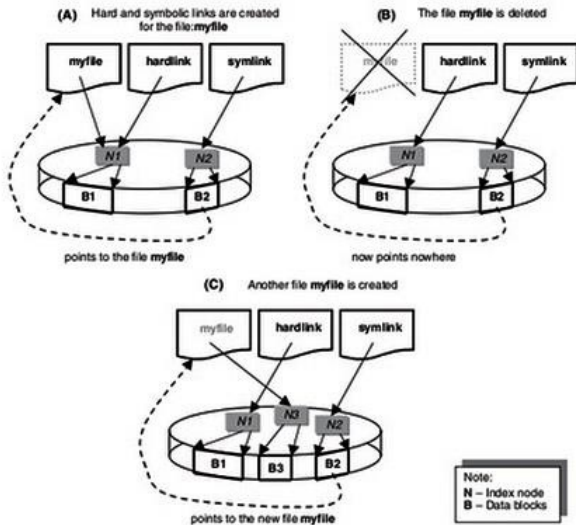 (A) Hard and symbolic links are created
for the file:myfile
myfile
hardlink
symlink
N1
N2
B1
B2
points to the file myfile
(B) The file myfile is deleted
myfile
hardlink
symlink
N1
N2
B1
B2
now points nowhere
(C) Another file myfile is created
myfile
hardlink
symlink
N1
N3
N2
B1
B3
B2
points to the new file myfile
Note:
N – Index node
B – Data blocks